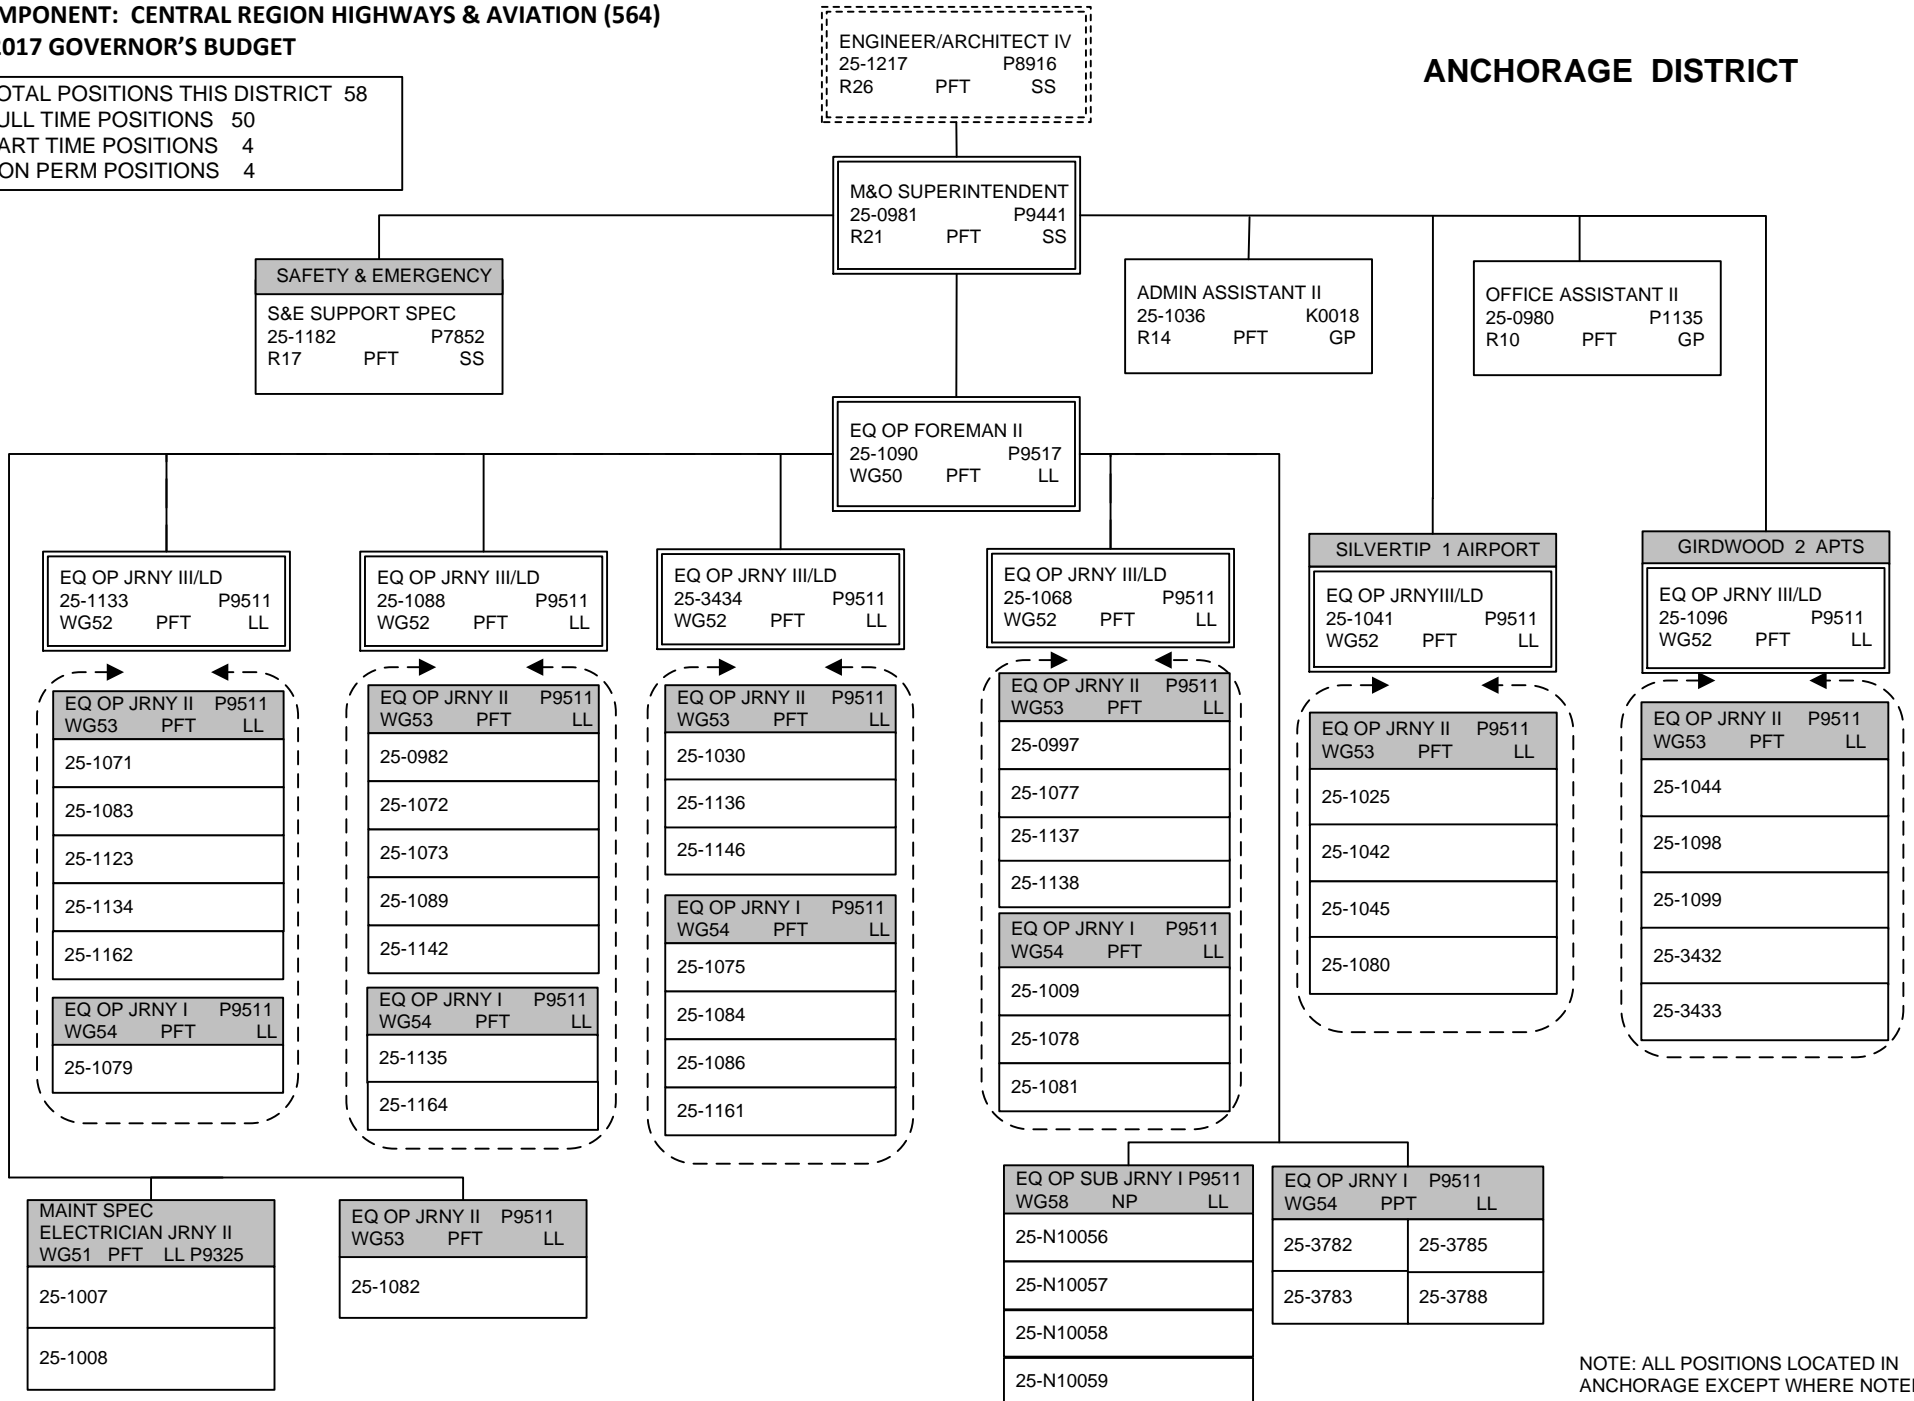 MPONENT: CENTRAL REGION HIGHWAYS & AVIATION (564)
2017 GOVERNOR'S BUDGET
OTAL POSITIONS THIS DISTRICT 58
ULL TIME POSITIONS 50
ART TIME POSITIONS 4
ON PERM POSITIONS 4
ANCHORAGE DISTRICT
ENGINEER/ARCHITECT IV
25-1217 P8916
R26 PFT SS
M&O SUPERINTENDENT
25-0981 P9441
R21 PFT SS
SAFETY & EMERGENCY
S&E SUPPORT SPEC
25-1182 P7852
R17 PFT SS
ADMIN ASSISTANT II
25-1036 K0018
R14 PFT GP
OFFICE ASSISTANT II
25-0980 P1135
R10 PFT GP
EQ OP FOREMAN II
25-1090 P9517
WG50 PFT LL
EQ OP JRNY III/LD
25-1133 P9511
WG52 PFT LL
EQ OP JRNY II P9511
WG53 PFT LL
25-1071
25-1083
25-1123
25-1134
25-1162
EQ OP JRNY I P9511
WG54 PFT LL
25-1079
EQ OP JRNY III/LD
25-1088 P9511
WG52 PFT LL
EQ OP JRNY II P9511
WG53 PFT LL
25-0982
25-1072
25-1073
25-1089
25-1142
EQ OP JRNY I P9511
WG54 PFT LL
25-1135
25-1164
EQ OP JRNY III/LD
25-3434 P9511
WG52 PFT LL
EQ OP JRNY II P9511
WG53 PFT LL
25-1030
25-1136
25-1146
EQ OP JRNY I P9511
WG54 PFT LL
25-1075
25-1084
25-1086
25-1161
EQ OP JRNY III/LD
25-1068 P9511
WG52 PFT LL
EQ OP JRNY II P9511
WG53 PFT LL
25-0997
25-1077
25-1137
25-1138
EQ OP JRNY I P9511
WG54 PFT LL
25-1009
25-1078
25-1081
SILVERTIP 1 AIRPORT
EQ OP JRNYIII/LD
25-1041 P9511
WG52 PFT LL
EQ OP JRNY II P9511
WG53 PFT LL
25-1025
25-1042
25-1045
25-1080
GIRDWOOD 2 APTS
EQ OP JRNY III/LD
25-1096 P9511
WG52 PFT LL
EQ OP JRNY II P9511
WG53 PFT LL
25-1044
25-1098
25-1099
25-3432
25-3433
MAINT SPEC
ELECTRICIAN JRNY II
WG51 PFT LL P9325
25-1007
25-1008
EQ OP JRNY II P9511
WG53 PFT LL
25-1082
EQ OP SUB JRNY I P9511
WG58 NP LL
25-N10056
25-N10057
25-N10058
25-N10059
EQ OP JRNY I P9511
WG54 PPT LL
25-3782 25-3785
25-3783 25-3788
NOTE: ALL POSITIONS LOCATED IN
ANCHORAGE EXCEPT WHERE NOTE